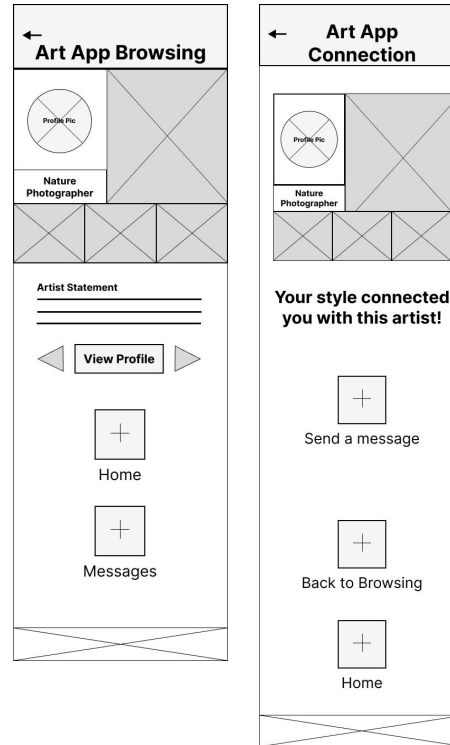 Art App Browsing
Profile Pic
Nature
Photographer
Artist Statement
View Profile
Home
Messages
Art App
Connection
Profile Pic
Nature
Photographer
Your style connected
you with this artist!
Send a message
Back to Browsing
Home